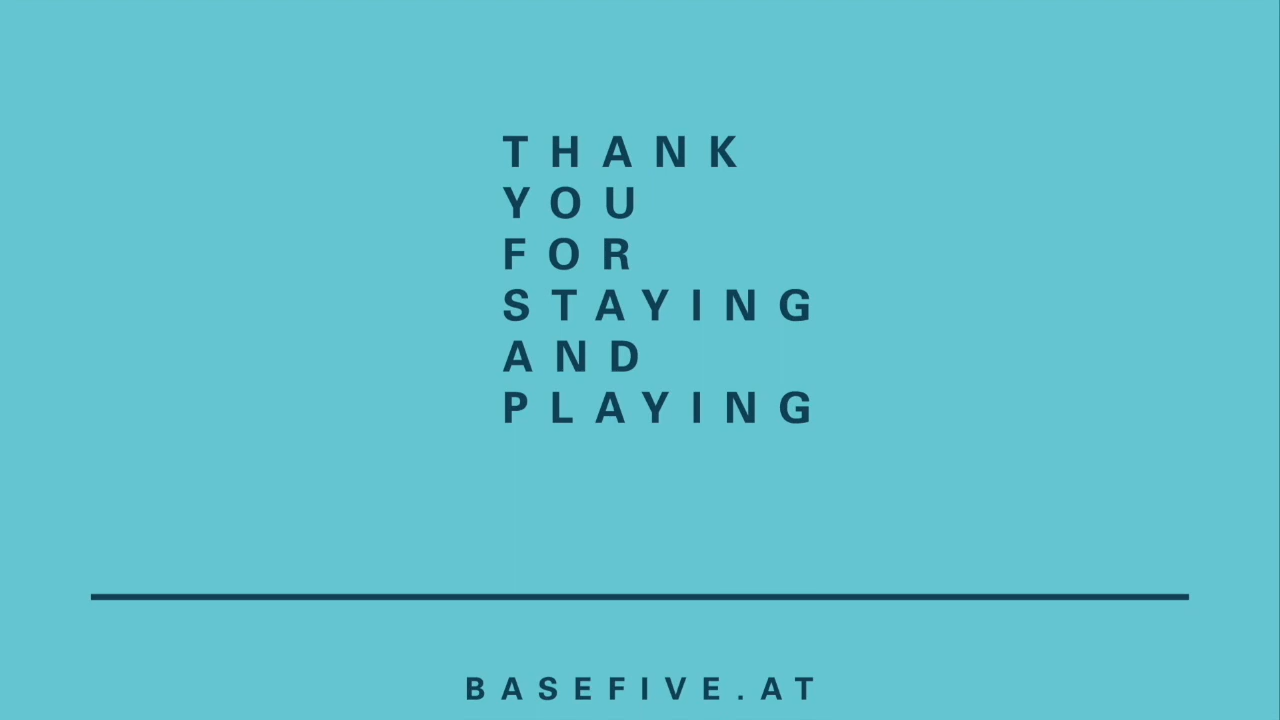 THANK
YOU
FOR
STAYING
AND
PLAYING
BASEFIVE.AT